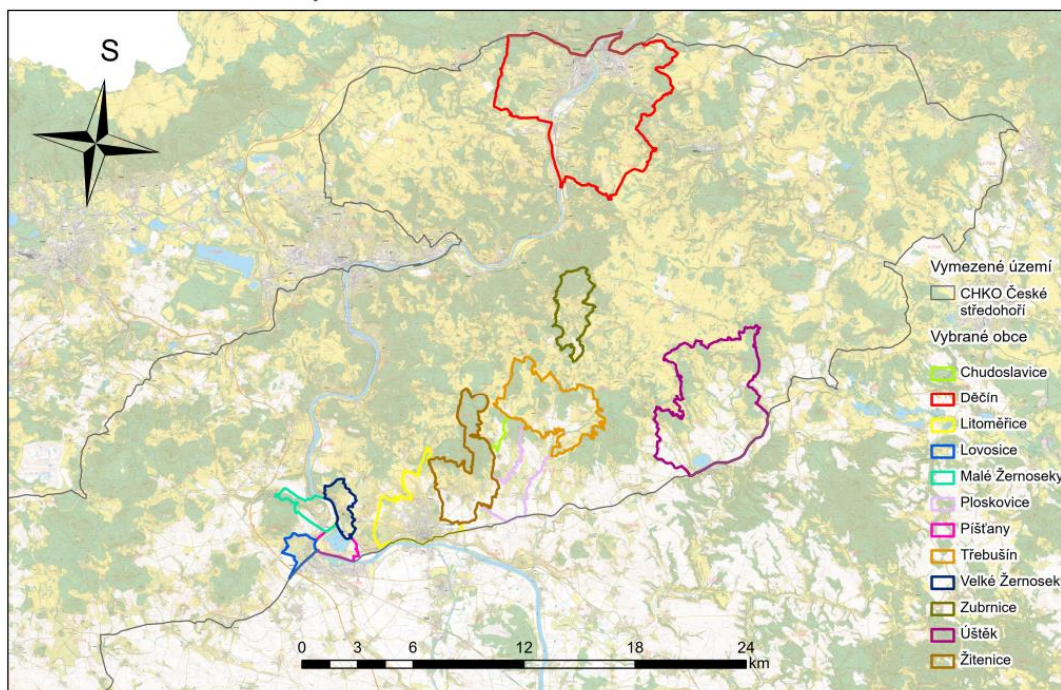 S
Vymezené území
CHKO České
středohoří
Vybrané obce
Chudoslavice
Děčín
Litoměřice
Lovosice
Malé Žernoseky
Ploskovice
Píšťany
Třebušín
Velké Žernosek
Zubrnice
Úštěk
Žitenice
0 3 6 12 18 24
km